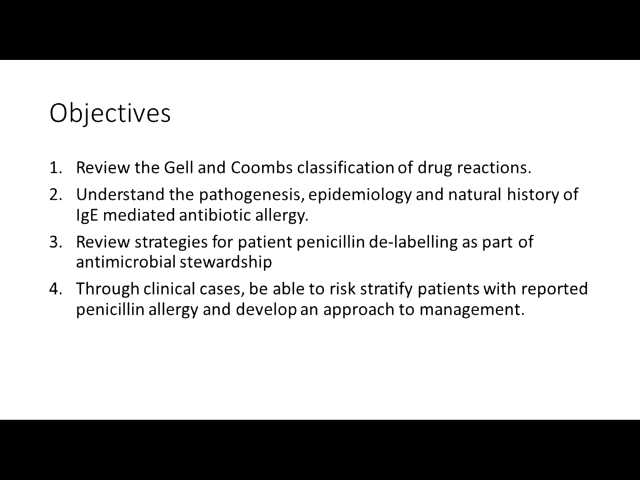 Objectives
1. Review the Gell and Coombs classification of drug reactions.
2. Understand the pathogenesis, epidemiology and natural history of
IgE mediated antibiotic allergy.
3. Review strategies for patient penicillin de-labelling as part of
antimicrobial stewardship
4. Through clinical cases, be able to risk stratify patients with reported
penicillin allergy and develop an approach to management.